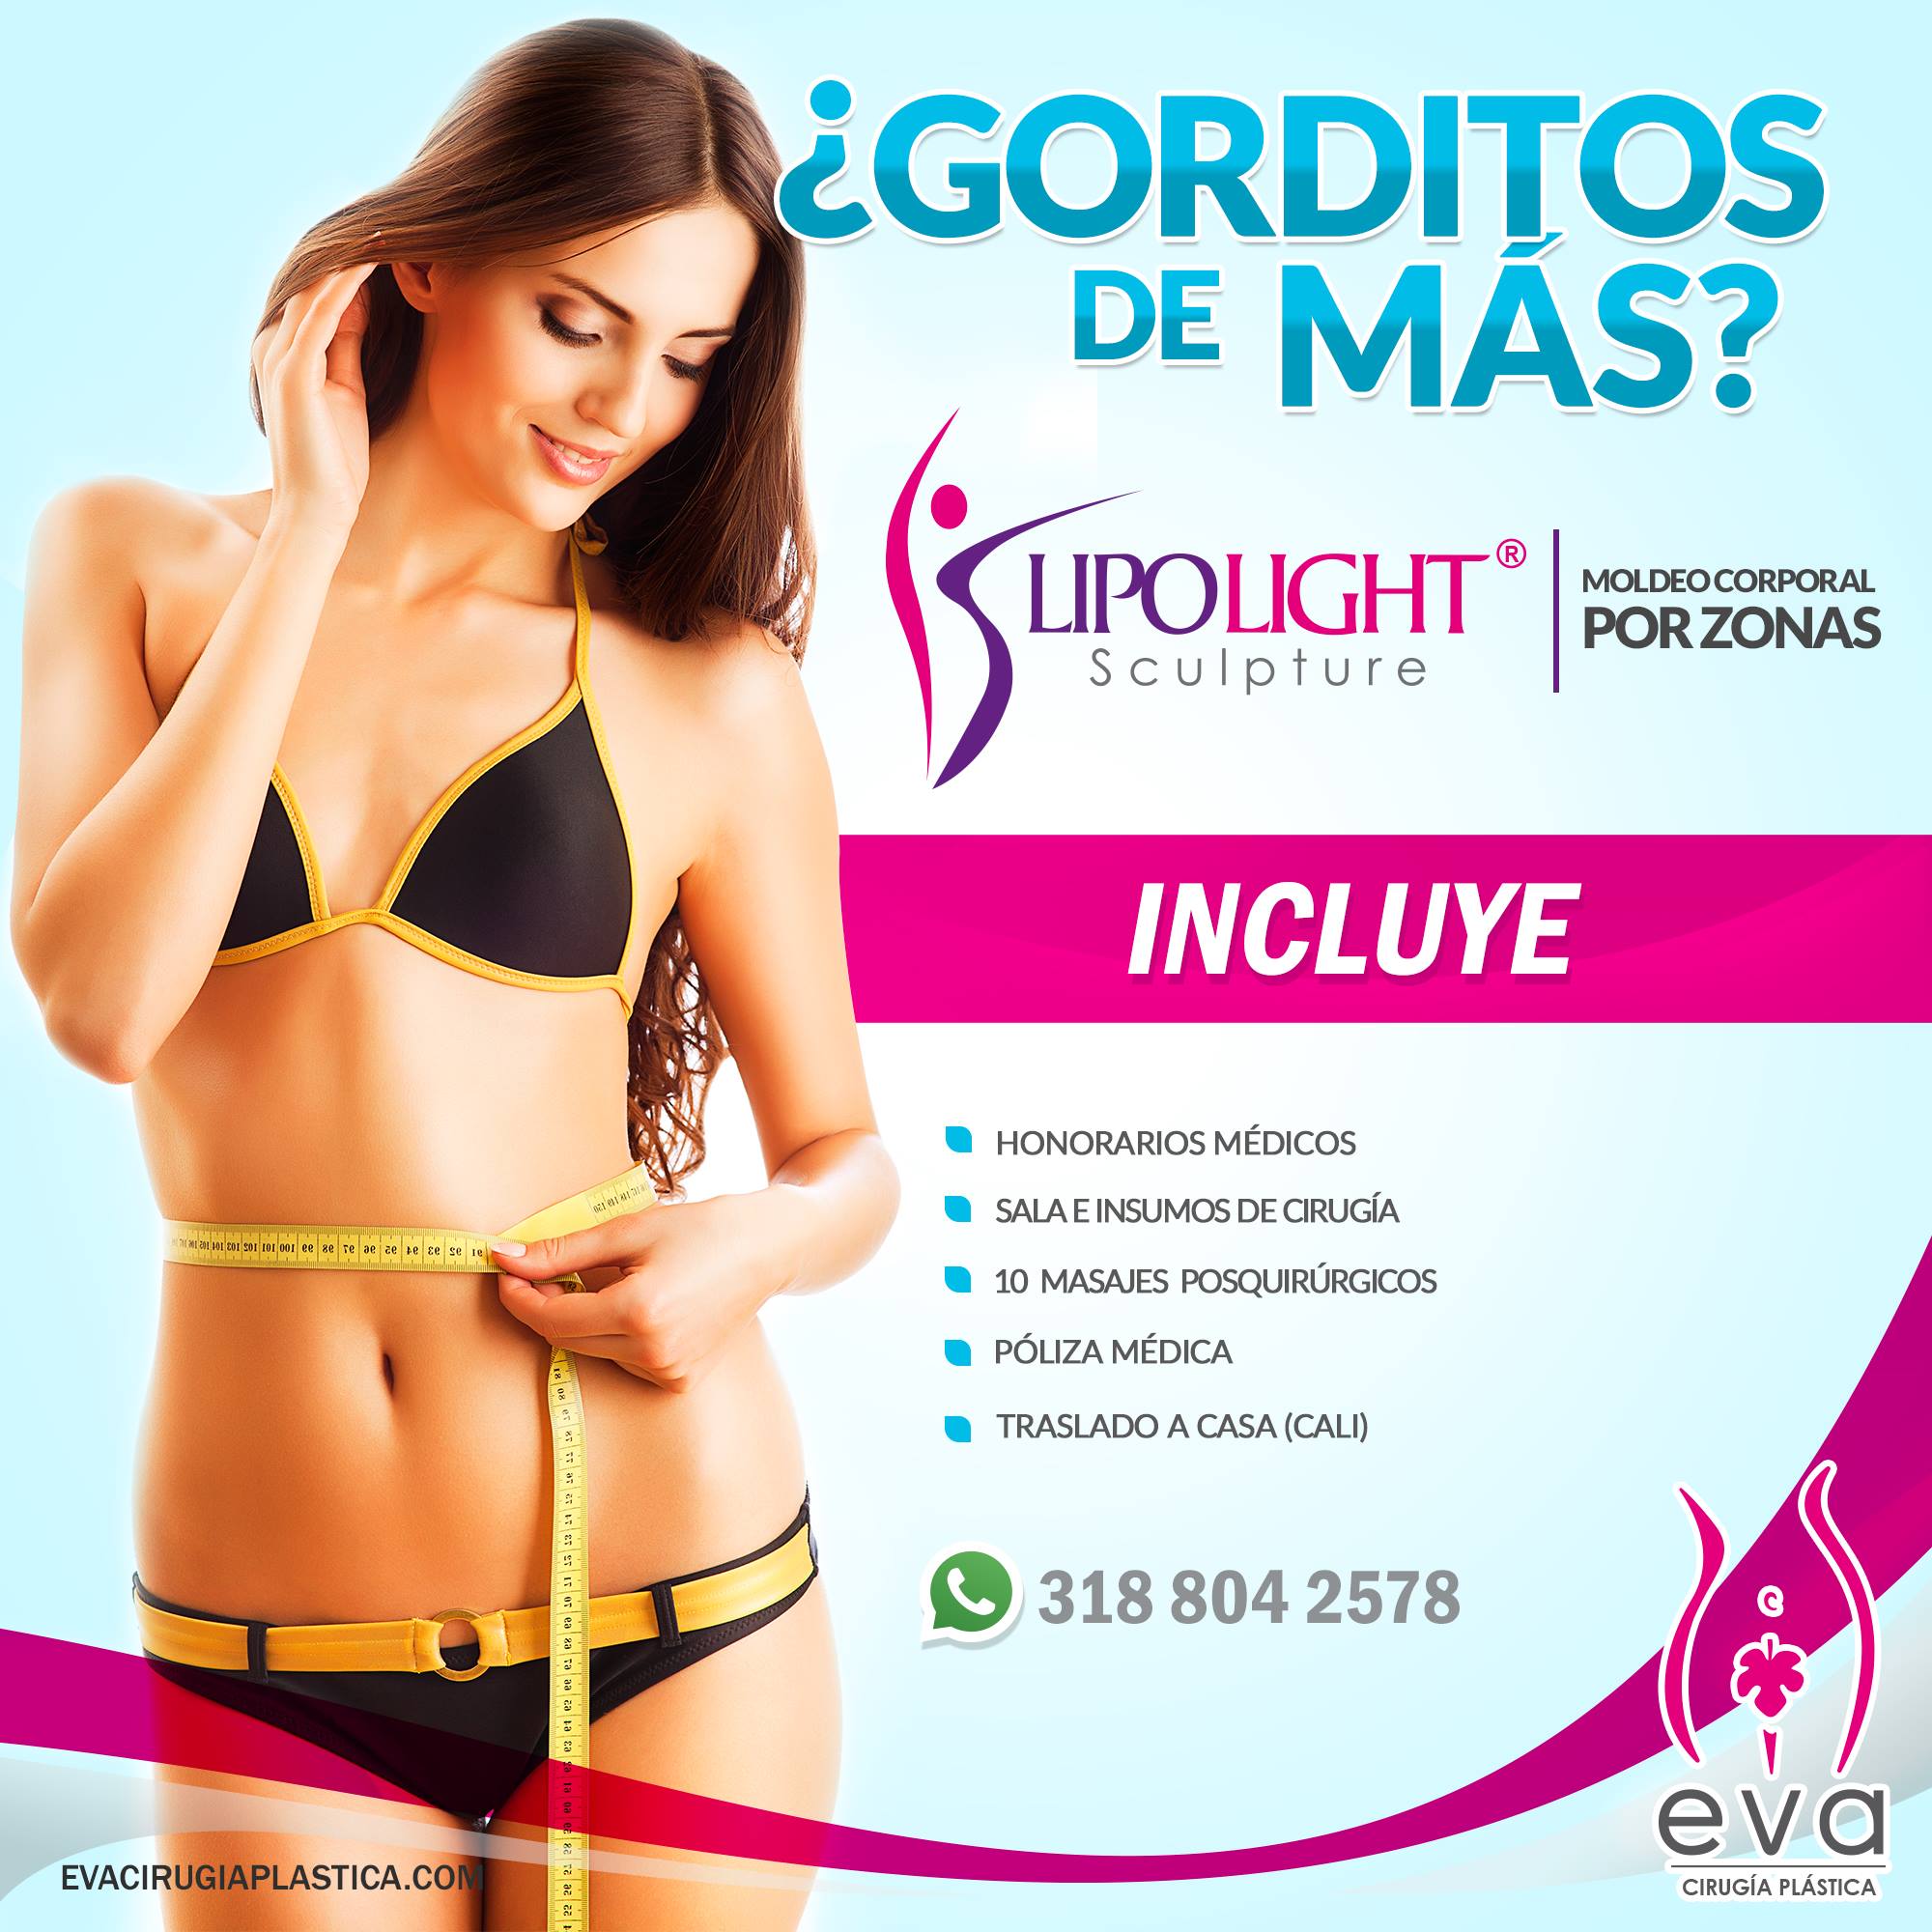 ¿GORDITOS
DE MÁS?
LIPOLIGHT®
Sculpture
MOLDEO CORPORAL
POR ZONAS
INCLUYE
HONORARIOS MÉDICOS
SALA E INSUMOS DE CIRUGÍA
10 MASAJES POSQUIRÚRGICOS
PÓLIZA MÉDICA
TRASLADO A CASA (CALI)
318 804 2578
eva
CIRUGÍA PLÁSTICA
EVACIRUGIAPLASTICA.COM